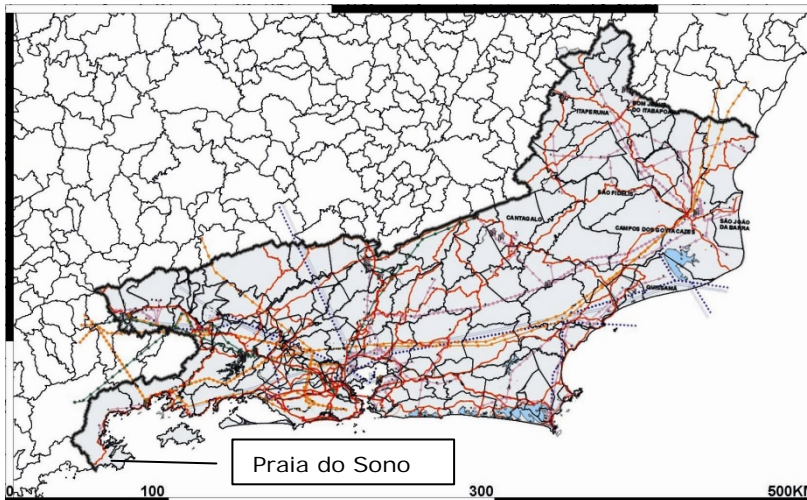 BOM JESUS
DO ITABAPOANA
ITAPERUNA
SÃO FIDÉLIS
CANTAGALO
CAMPOS DOS GOITACAZES
SÃO JOÃO
DA BARRA
QUISSAMÃ
Praia do Sono
0 100 300 500KM